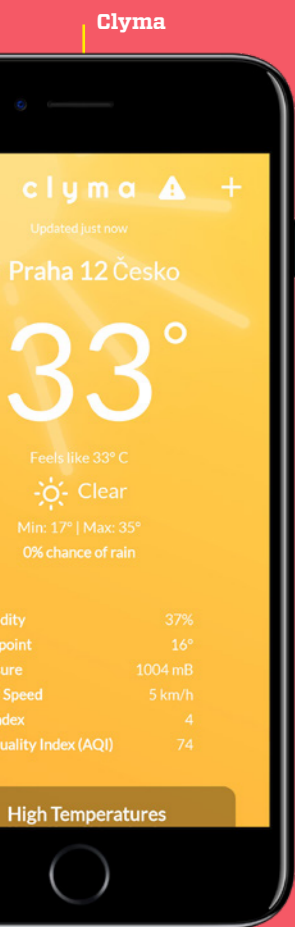 Clyma
clyma
Updated just now
Praha 12 Česko
33°
Feels like 33° C
Clear
Min: 17° | Max: 35°
0% chance of rain
dity 37%
point 16°
ure 1004 mB
Speed 5 km/h
dex 4
uality Index (AQI) 74
High Temperatures